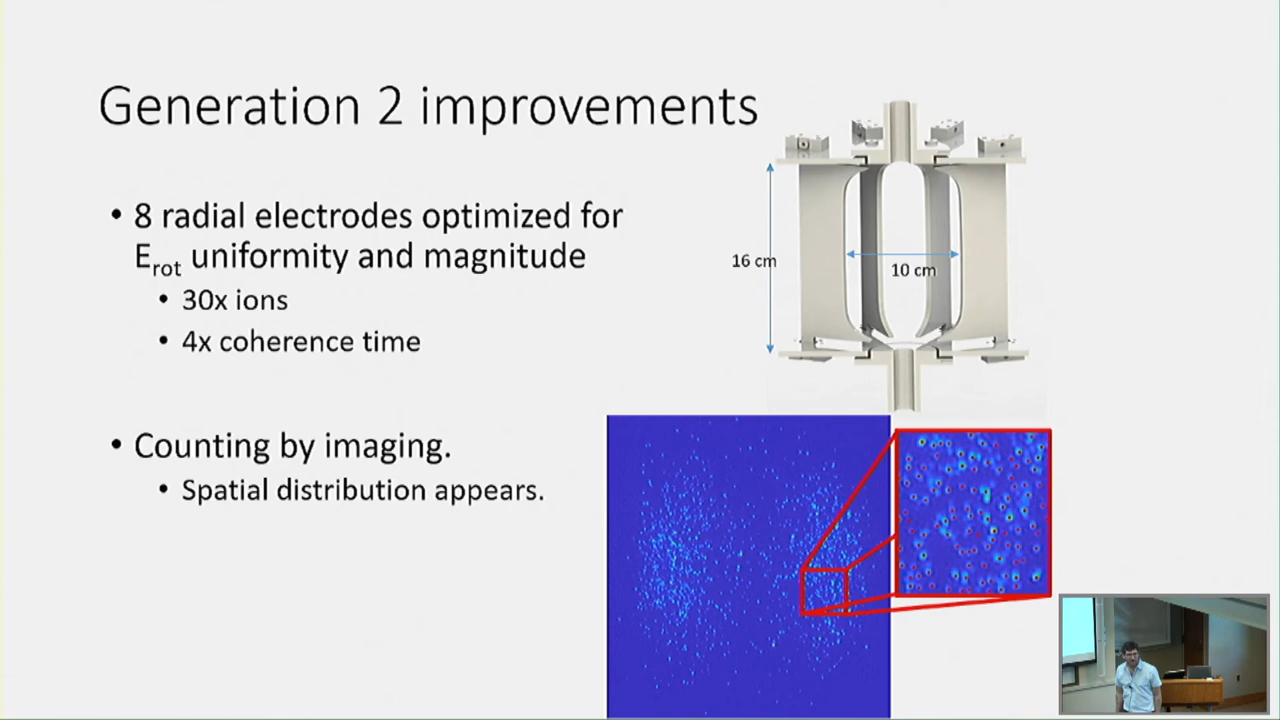 Generation 2 improvements
• 8 radial electrodes optimized for
E_rot uniformity and magnitude
• 30x ions
• 4x coherence time
16 cm
10 cm
• Counting by imaging.
• Spatial distribution appears.